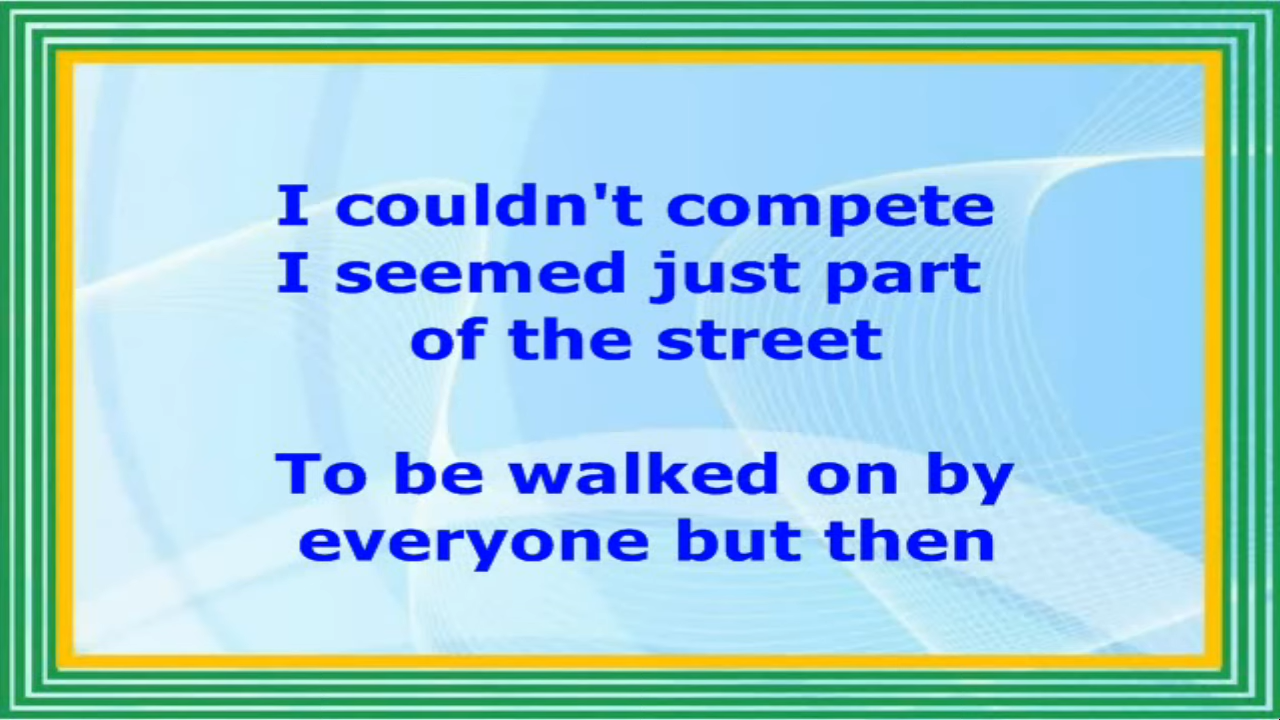 I couldn't compete
I seemed just part
of the street
To be walked on by
everyone but then